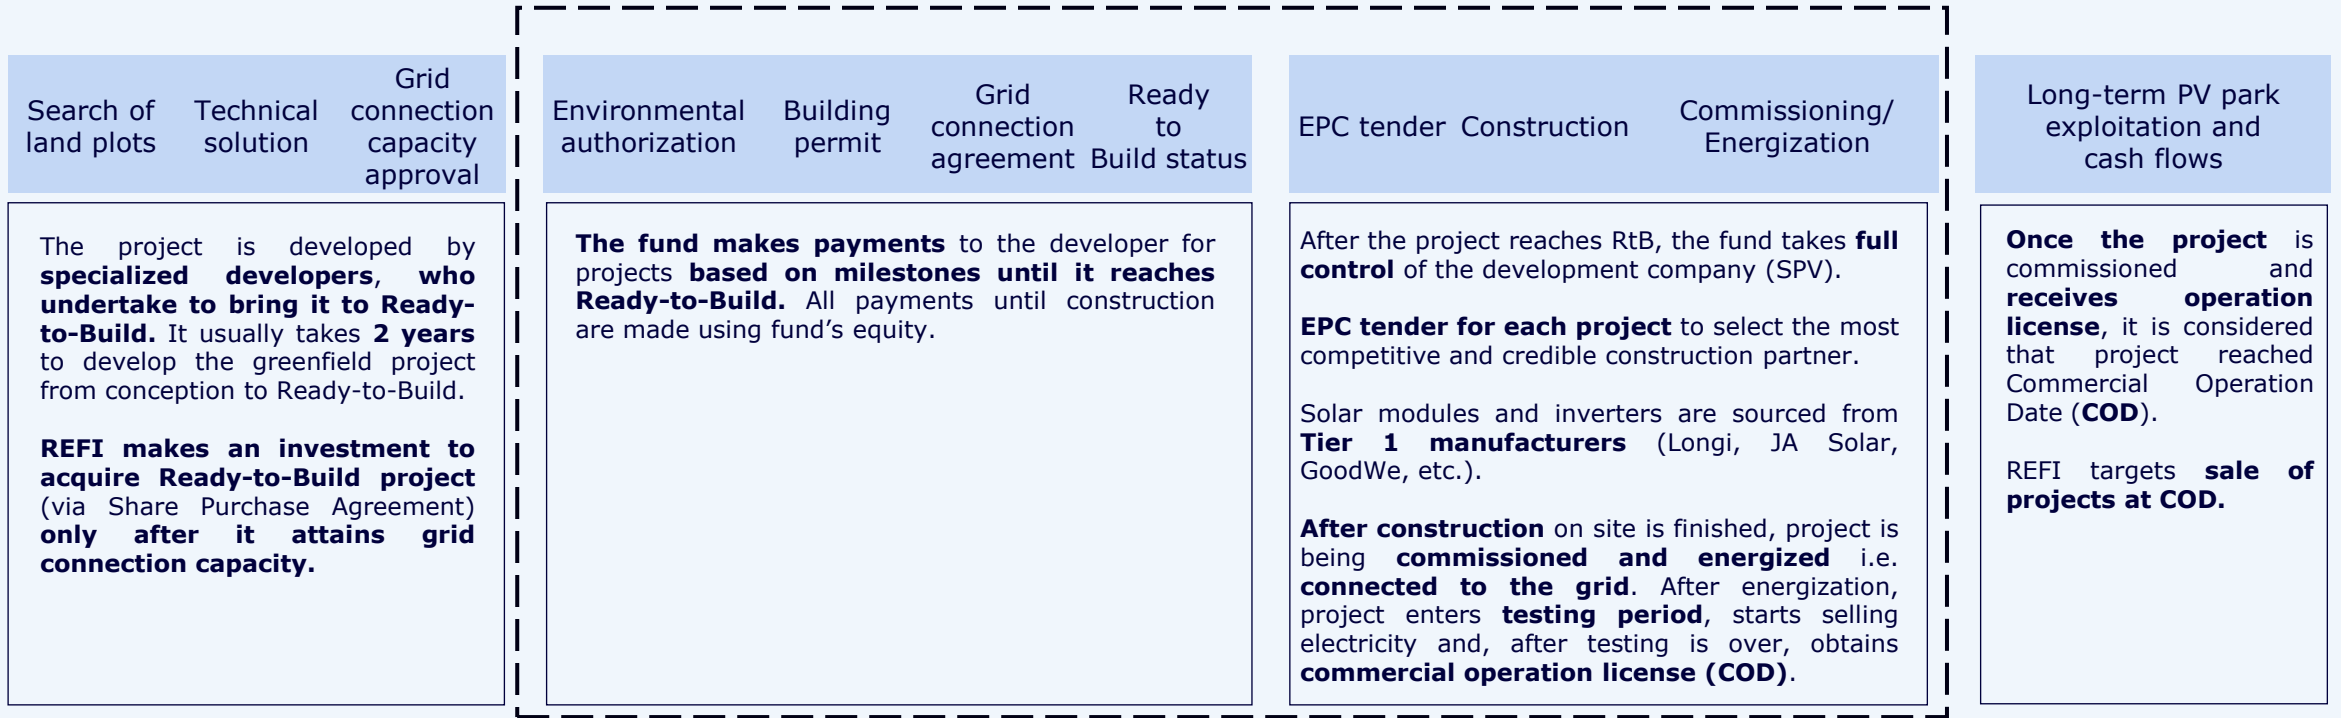 Search of
land plots
Technical
solution
Grid
connection
capacity
approval
The project is developed by
specialized developers, who
undertake to bring it to Ready-
to-Build. It usually takes 2 years
to develop the greenfield project
from conception to Ready-to-Build.
REFI makes an investment to
acquire Ready-to-Build project
(via Share Purchase Agreement)
only after it attains grid
connection capacity.
Environmental
authorization
Building
permit
Grid
connection
agreement
Ready
to
Build status
The fund makes payments to the developer for
projects based on milestones until it reaches
Ready-to-Build. All payments until construction
are made using fund’s equity.
EPC tender
Construction
Commissioning/
Energization
After the project reaches RtB, the fund takes full
control of the development company (SPV).
EPC tender for each project to select the most
competitive and credible construction partner.
Solar modules and inverters are sourced from
Tier 1 manufacturers (Longi, JA Solar,
GoodWe, etc.).
After construction on site is finished, project is
being commissioned and energized i.e.
connected to the grid. After energization,
project enters testing period, starts selling
electricity and, after testing is over, obtains
commercial operation license (COD).
Long-term PV park
exploitation and
cash flows
Once the project is
commissioned and
receives operation
license, it is considered
that project reached
Commercial Operation
Date (COD).
REFI targets sale of
projects at COD.